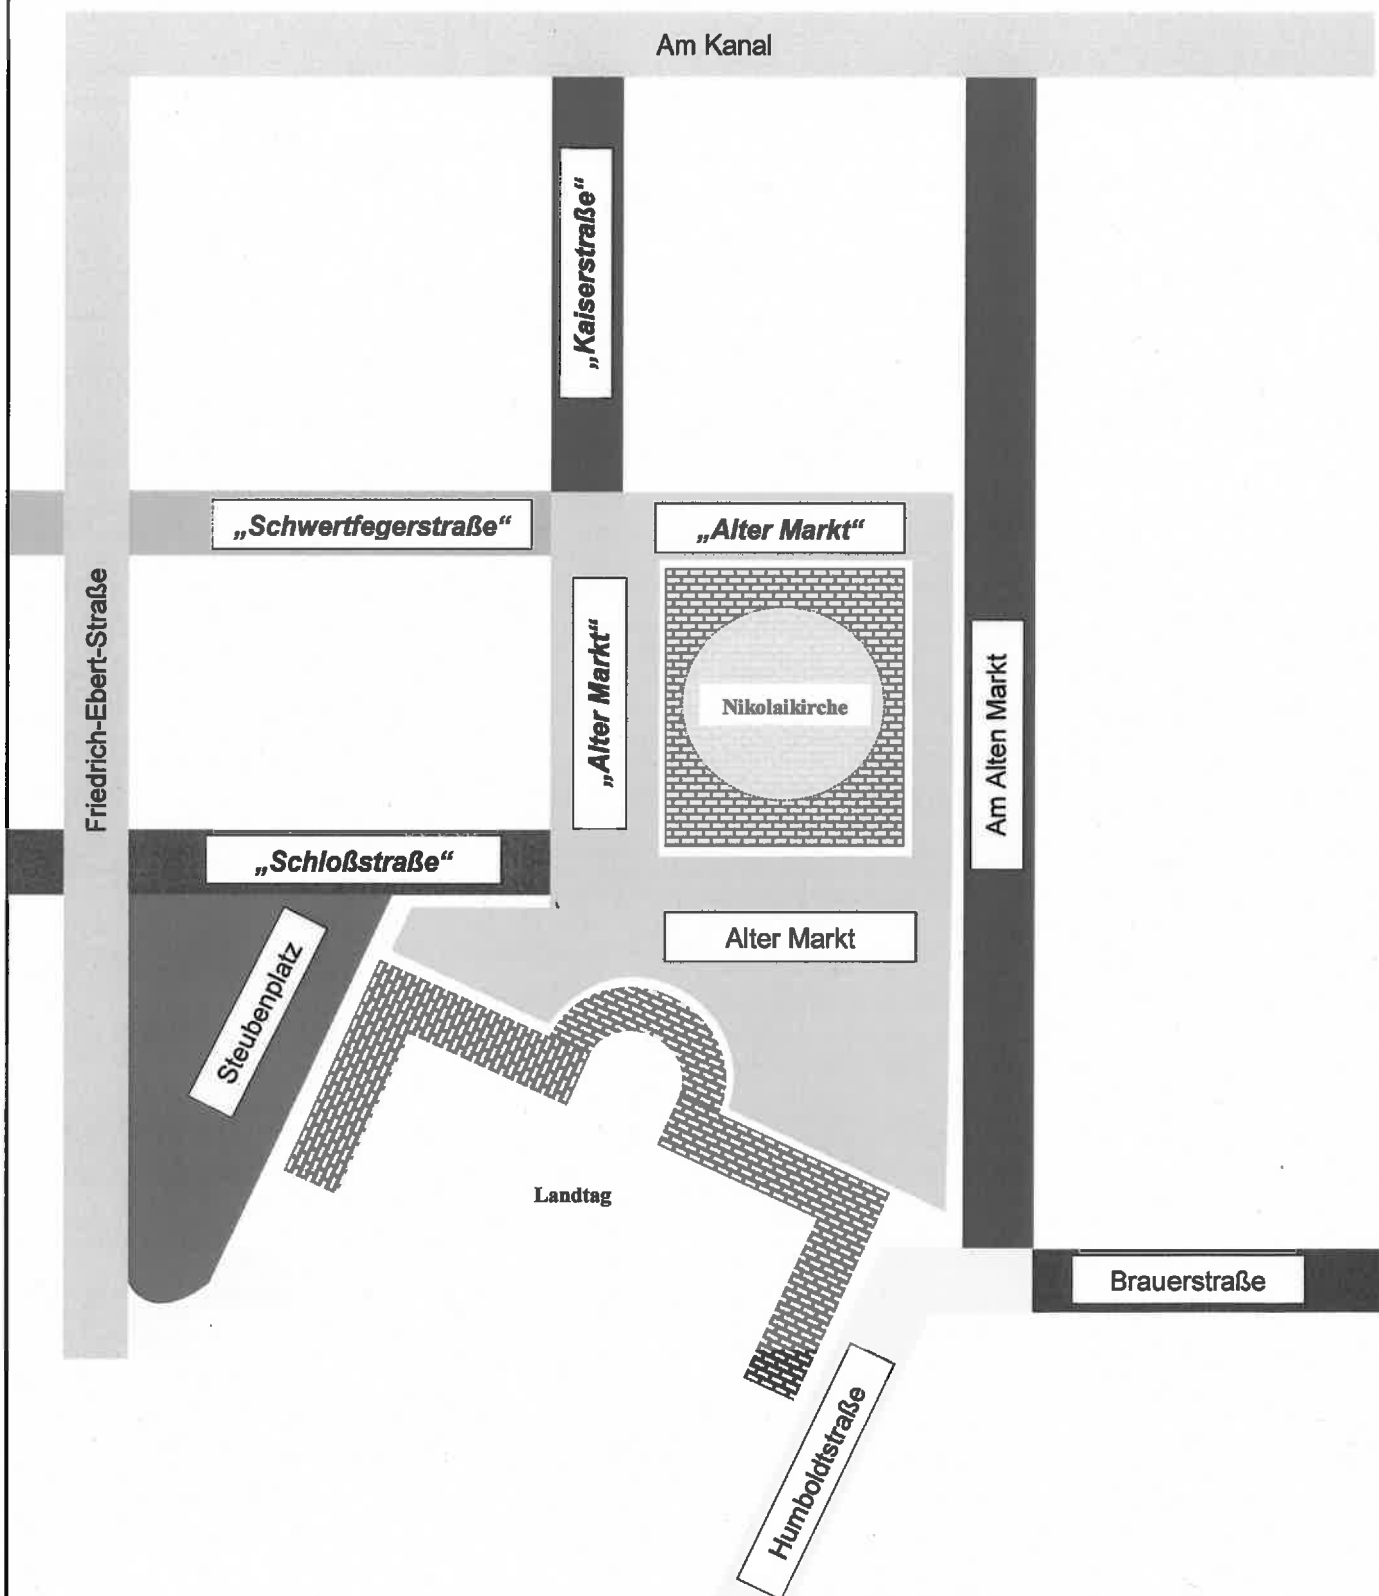 Am Kanal
„Kaiserstraße“
„Schwertfegerstraße“
„Alter Markt“
Friedrich-Ebert-Straße
„Alter Markt“
Nikolaikirche
Am Alten Markt
„Schloßstraße“
Alter Markt
Steubenplatz
Landtag
Brauerstraße
Humboldtstraße